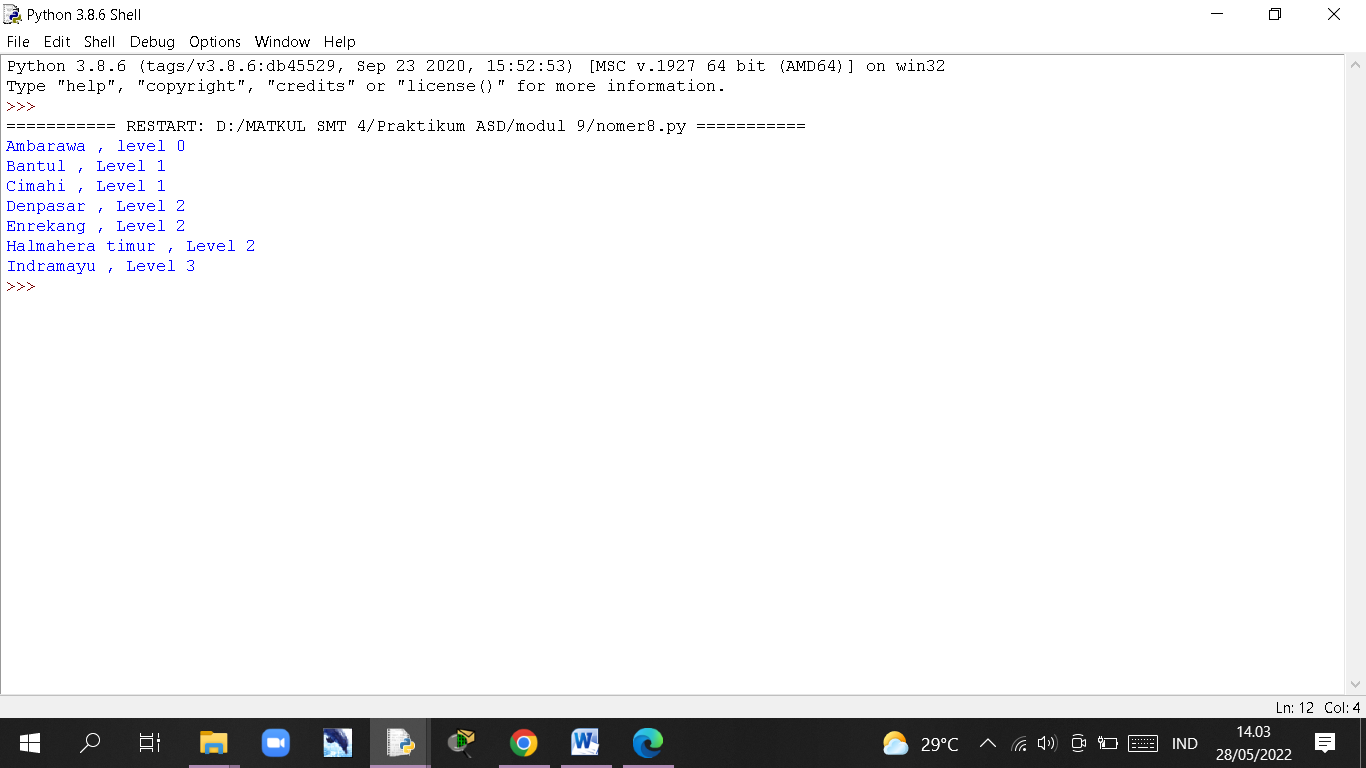 Python 3.8.6 Shell
File Edit Shell Debug Options Window Help
Python 3.8.6 (tags/v3.8.6:db45529, Sep 23 2020, 15:52:53) [MSC v.1927 64 bit (AMD64)] on win32
Type "help", "copyright", "credits" or "license()" for more information.
>>>
=========== RESTART: D:/MATKUL SMT 4/Praktikum ASD/modul 9/nomer8.py ===========
Ambarawa , level 0
Bantul , Level 1
Cimahi , Level 1
Denpasar , Level 2
Enrekang , Level 2
Halmahera timur , Level 2
Indramayu , Level 3
>>>
Ln: 12 Col: 4
29°C IND 14.03
28/05/2022